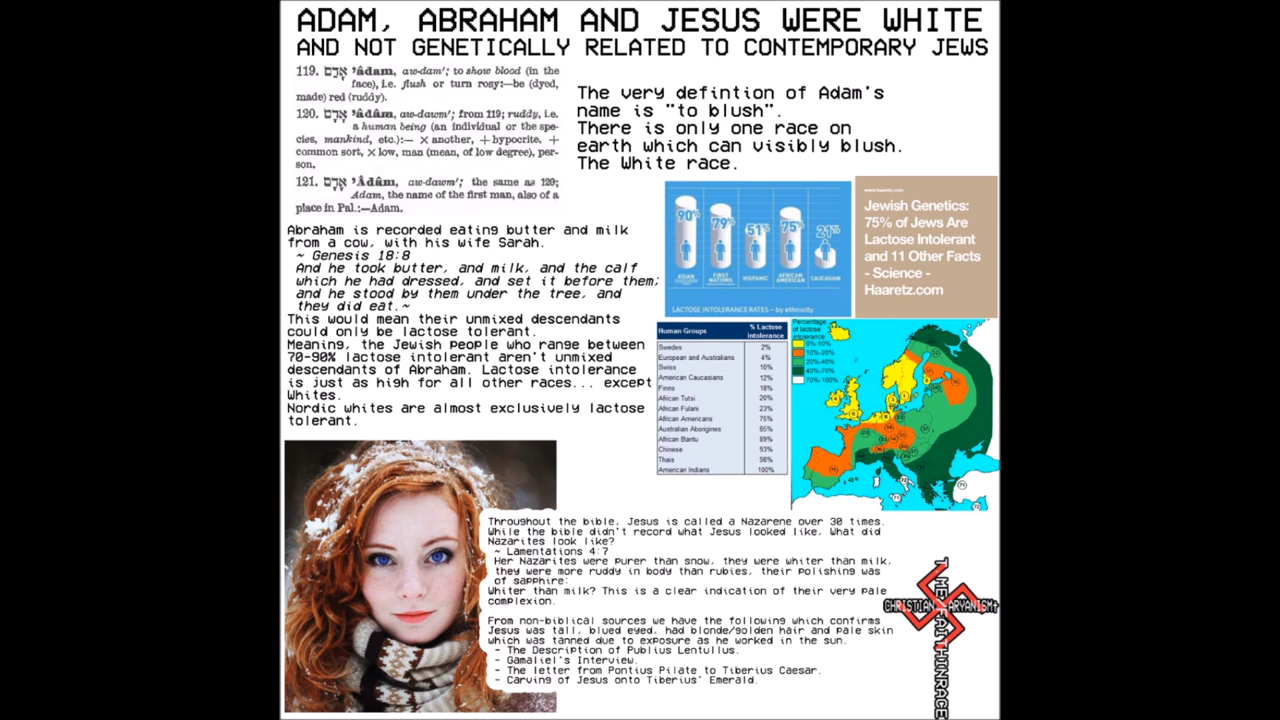 ADAM, ABRAHAM AND JESUS WERE WHITE
AND NOT GENETICALLY RELATED TO CONTEMPORARY JEWS
119. אָדַם ’âdam, aw-dam'; to show blood (in the
face), i.e. flush or turn rosy:—be (dyed,
made) red (ruddy).
120. אָדָם ’âdâm, aw-dawm'; from 119; ruddy, i.e.
a human being (an individual or the spe-
cies, mankind, etc.):— × another, + hypocrite, +
common sort, × low, man (mean, of low degree), per-
son.
121. אָדָם ’Âdâm, aw-dawm'; the same as 120;
Adam, the name of the first man, also of a
place in Pal.:—Adam.
The very defintion of Adam's
name is "to blush".
There is only one race on
earth which can visibly blush.
The White race.
Abraham is recorded eating butter and milk
from a cow, with his wife Sarah.
~ Genesis 18:8
And he took butter, and milk, and the calf
which he had dressed, and set it before them;
and he stood by them under the tree, and
they did eat.~
This would mean their unmixed descendants
could only be lactose tolerant.
Meaning, the Jewish people who range between
70-90% lactose intolerant aren't unmixed
descendants of Abraham. Lactose intolerance
is just as high for all other races... except
Whites.
Nordic whites are almost exclusively lactose
tolerant.
90% 79% 51% 75% 21%
ASIAN FIRST NATIONS HISPANIC AFRICAN AMERICAN CAUCASIAN
LACTOSE INTOLERANCE RATES – by ethnicity
www.haaretz.com
Jewish Genetics:
75% of Jews Are
Lactose Intolerant
and 11 Other Facts
- Science -
Haaretz.com
Human Groups % Lactose intolerance
Swedes 2%
European and Australians 4%
Swiss 10%
American Caucasians 12%
Finns 18%
African Tutsi 20%
African Fulani 23%
African Americans 75%
Australian Aborigines 85%
African Bantu 89%
Chinese 93%
Thais 98%
American Indians 100%
Percentage
of lactose
intolerance
0%-10%
10%-20%
20%-40%
40-70%
70%-100%
Throughout the bible, Jesus is called a Nazarene over 30 times.
While the bible didn't record what Jesus looked like, What did
Nazarites look like?
~ Lamentations 4:7
Her Nazarites were purer than snow, they were whiter than milk,
they were more ruddy in body than rubies, their polishing was
of sapphire:
Whiter than milk? This is a clear indication of their very pale
complexion.
From non-biblical sources we have the following which confirms
Jesus was tall, blued eyed, had blonde/golden hair and pale skin
which was tanned due to exposure as he worked in the sun.
- The Description of Publius Lentullus.
- Gamaliel's Interview.
- The letter from Pontius Pilate to Tiberius Caesar.
- Carving of Jesus onto Tiberius' Emerald.
CHRISTIAN ARYANISM
T.ME/FAITHINRACE